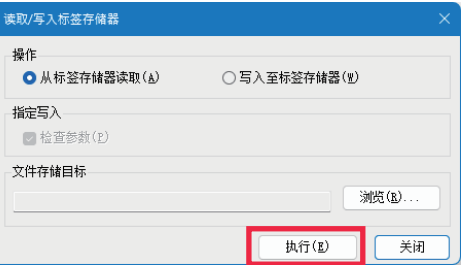 读取/写入标签存储器
操作
从标签存储器读取(A) 写入至标签存储器(W)
指定写入
检查参数(P)
文件存储目标
浏览(R)...
执行(E) 关闭